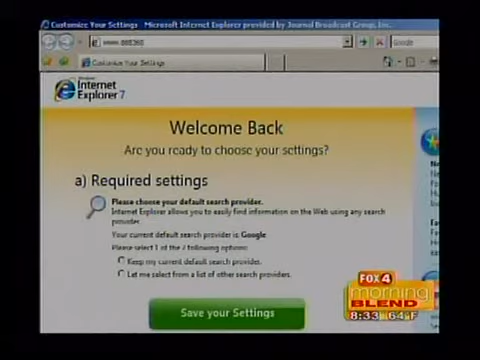 Customize Your Settings - Microsoft Internet Explorer provided by Journal Broadcast Group, Inc.
Google
Customize Your Settings
Windows
Internet
Explorer 7
Welcome Back
Are you ready to choose your settings?
a) Required settings
Please choose your default search provider.
Internet Explorer allows you to easily find information on the Web using any search
provider.
Your current default search provider is Google
Please select 1 of the 2 following options:
Keep my current default search provider.
Let me select from a list of other search providers.
Save your Settings
FOX 4
morning
BLEND
8:33 64°F